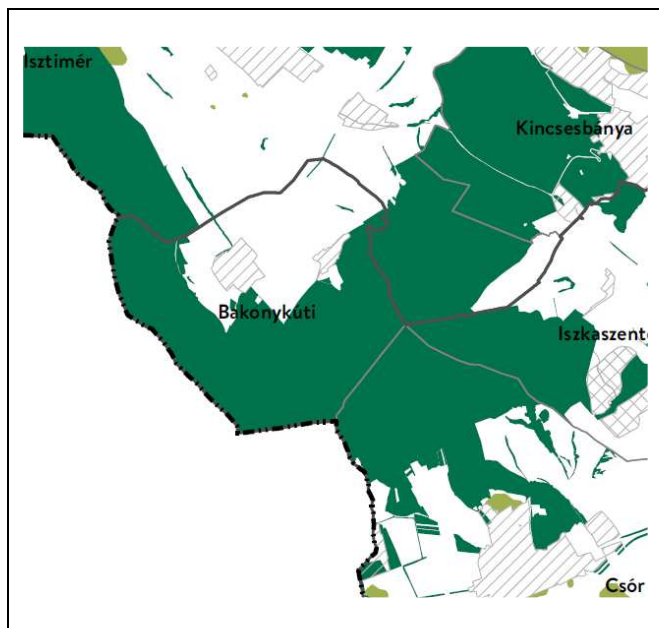 Isztimér
Kincsesbánya
Bakonykúti
Iszkaszent
Csór